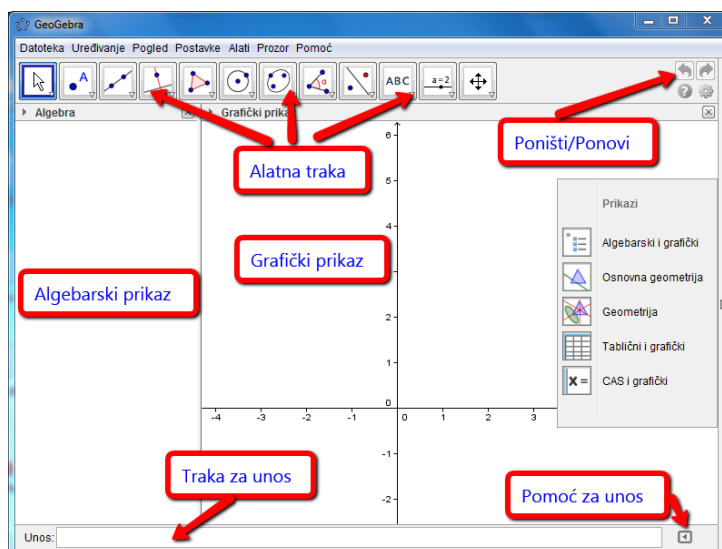 GeoGebra
Datoteka Uređivanje Pogled Postavke Alati Prozor Pomoć
A
α
ABC
a=2
Algebra
Grafički prikaz
Poništi/Ponovi
Alatna traka
Grafički prikaz
Algebarski prikaz
Prikazi
Algebarski i grafički
Osnovna geometrija
Geometrija
Tablični i grafički
X =
CAS i grafički
6
5
4
2
1
0
-4 -3 -2 -1 0 1 2 3
-1
-2
Traka za unos
Pomoć za unos
Unos: